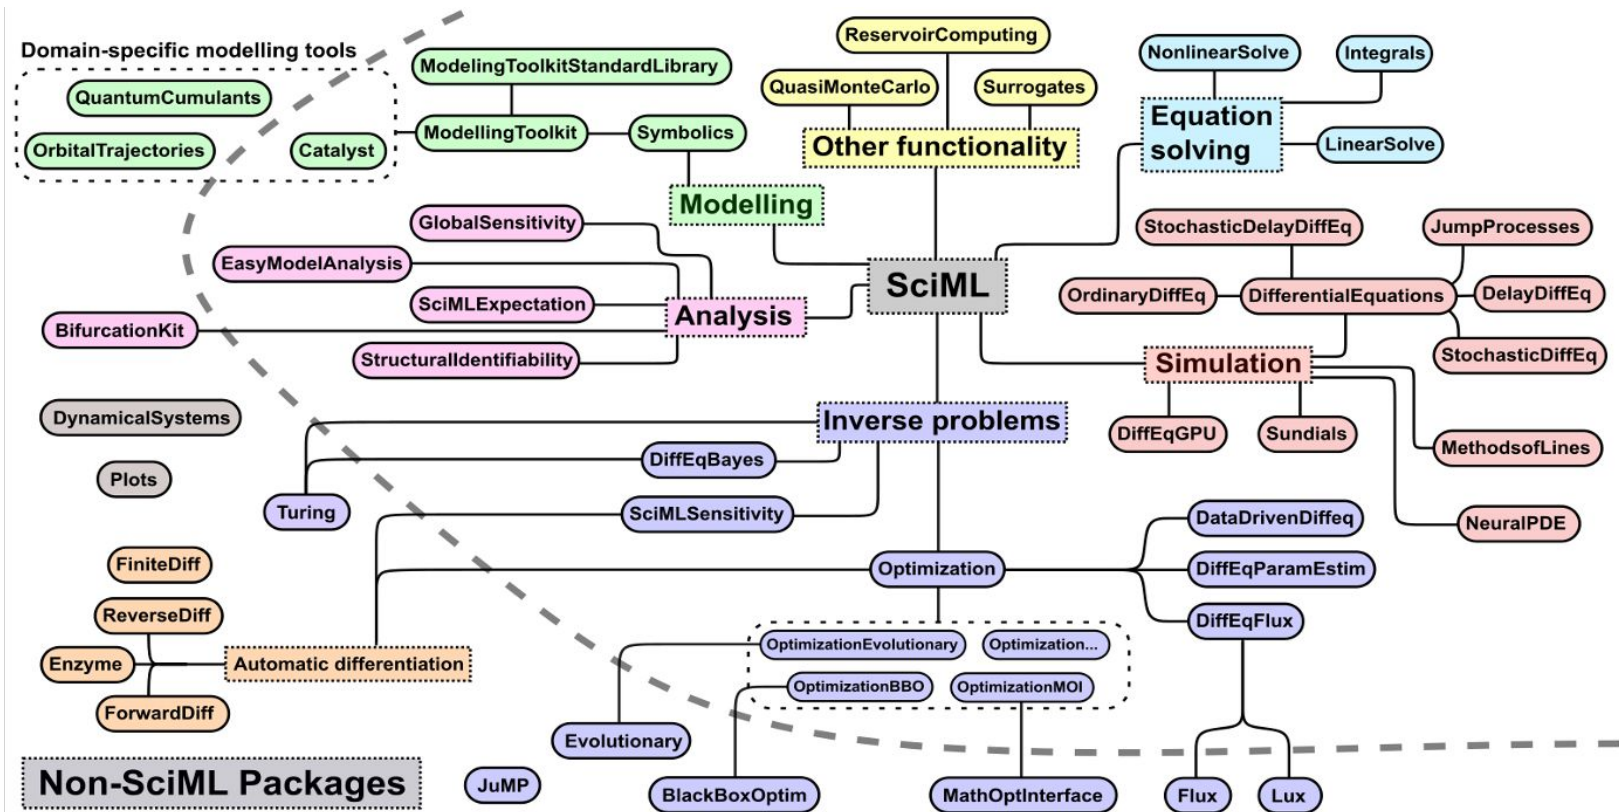 Domain-specific modelling tools
QuantumCumulants
OrbitalTrajectories
Catalyst
ModelingToolkitStandardLibrary
ModellingToolkit
Symbolics
Modelling
ReservoirComputing
QuasiMonteCarlo
Surrogates
Other functionality
NonlinearSolve
Integrals
Equation
solving
LinearSolve
GlobalSensitivity
EasyModelAnalysis
SciMLExpectation
BifurcationKit
StructuralIdentifiability
Analysis
SciML
StochasticDelayDiffEq
JumpProcesses
OrdinaryDiffEq
DifferentialEquations
DelayDiffEq
StochasticDiffEq
Simulation
DiffEqGPU
Sundials
MethodsofLines
NeuralPDE
DynamicalSystems
Plots
Inverse problems
DiffEqBayes
Turing
SciMLSensitivity
Optimization
DataDrivenDiffeq
DiffEqParamEstim
DiffEqFlux
FiniteDiff
ReverseDiff
Enzyme
ForwardDiff
Automatic differentiation
OptimizationEvolutionary
Optimization...
OptimizationBBO
OptimizationMOI
Evolutionary
BlackBoxOptim
MathOptInterface
Flux
Lux
JuMP
Non-SciML Packages